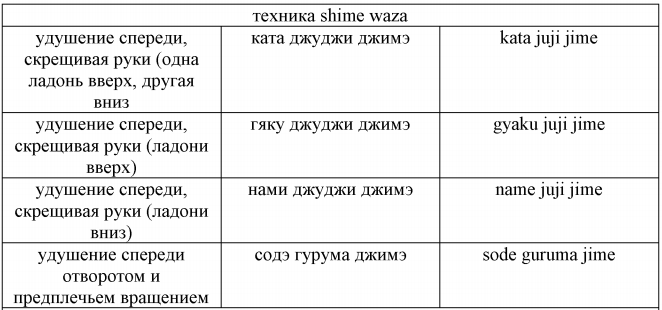 техника shime waza
удушение спереди,
скрещивая руки (одна
ладонь вверх, другая
вниз
ката джуджи джимэ
kata juji jime
удушение спереди,
скрещивая руки (ладони
вверх)
гяку джуджи джимэ
gyaku juji jime
удушение спереди,
скрещивая руки (ладони
вниз)
нами джуджи джимэ
name juji jime
удушение спереди
отворотом и
предплечьем вращением
содэ гурума джимэ
sode guruma jime